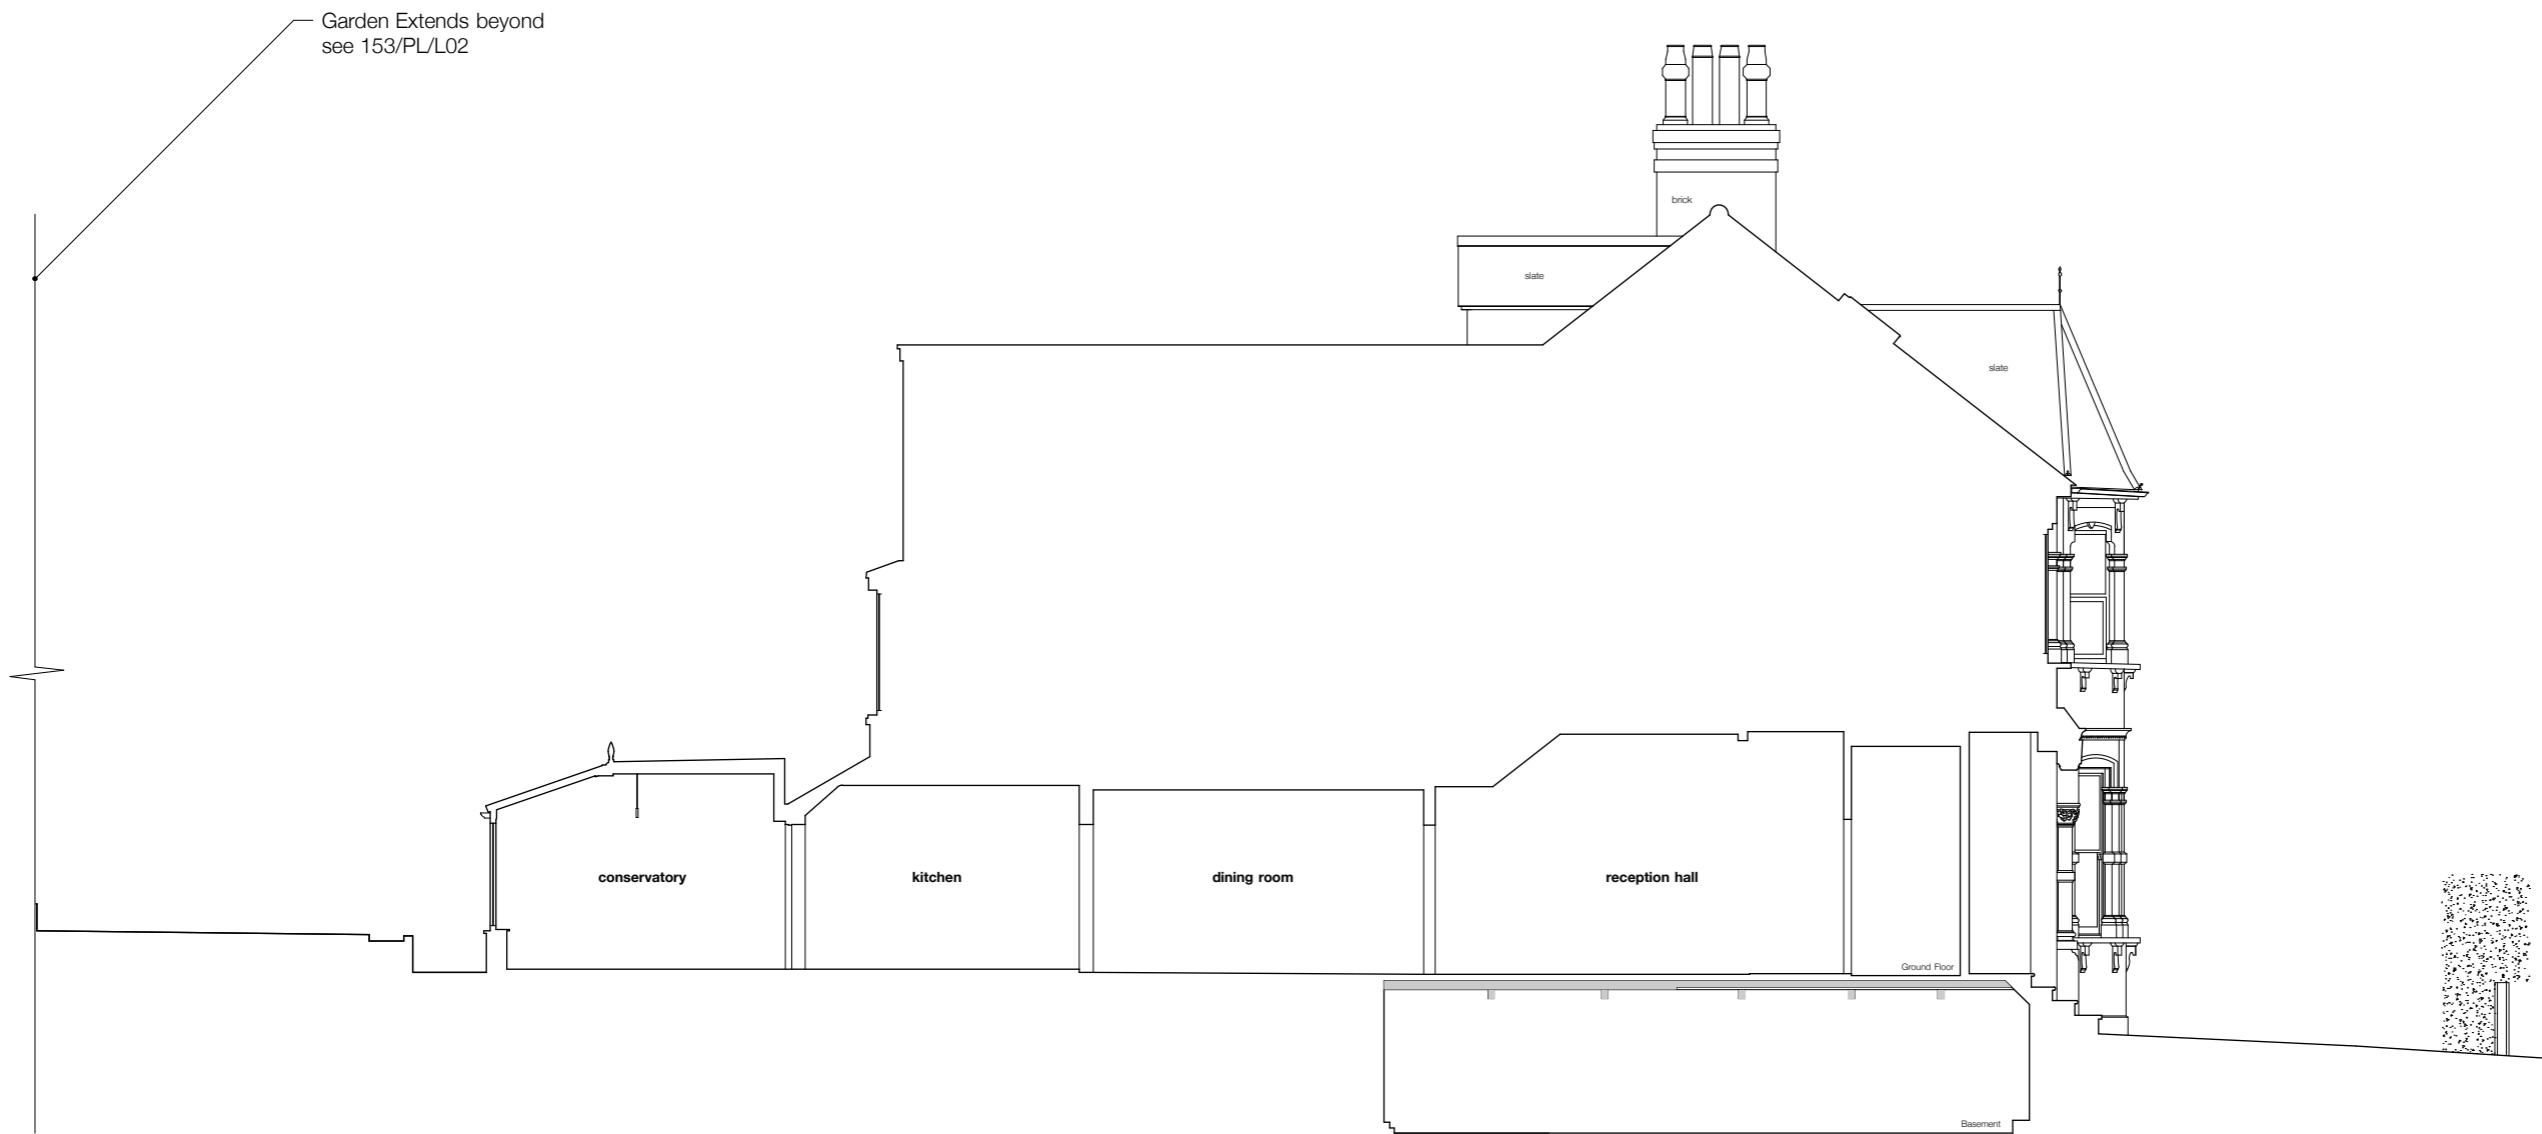 Garden Extends beyond
see 153/PL/L02
brick
slate
slate
conservatory
kitchen
dining room
reception hall
Ground Floor
Basement